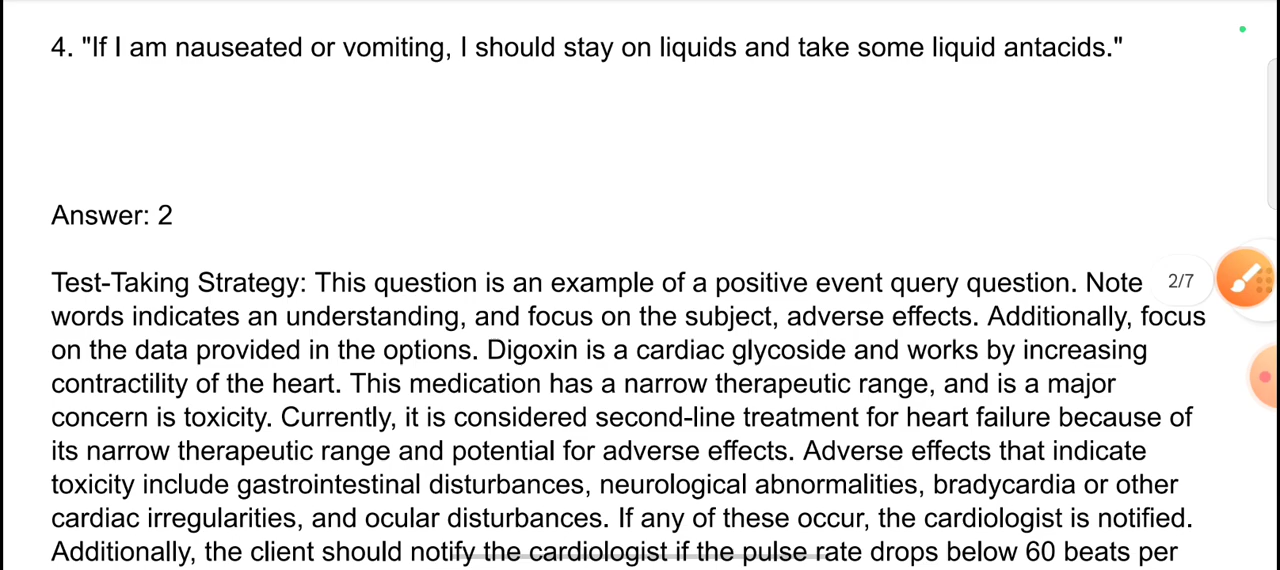 4. "If I am nauseated or vomiting, I should stay on liquids and take some liquid antacids."
Answer: 2
Test-Taking Strategy: This question is an example of a positive event query question. Note
2/7
words indicates an understanding, and focus on the subject, adverse effects. Additionally, focus
on the data provided in the options. Digoxin is a cardiac glycoside and works by increasing
contractility of the heart. This medication has a narrow therapeutic range, and is a major
concern is toxicity. Currently, it is considered second-line treatment for heart failure because of
its narrow therapeutic range and potential for adverse effects. Adverse effects that indicate
toxicity include gastrointestinal disturbances, neurological abnormalities, bradycardia or other
cardiac irregularities, and ocular disturbances. If any of these occur, the cardiologist is notified.
Additionally, the client should notify the cardiologist if the pulse rate drops below 60 beats per